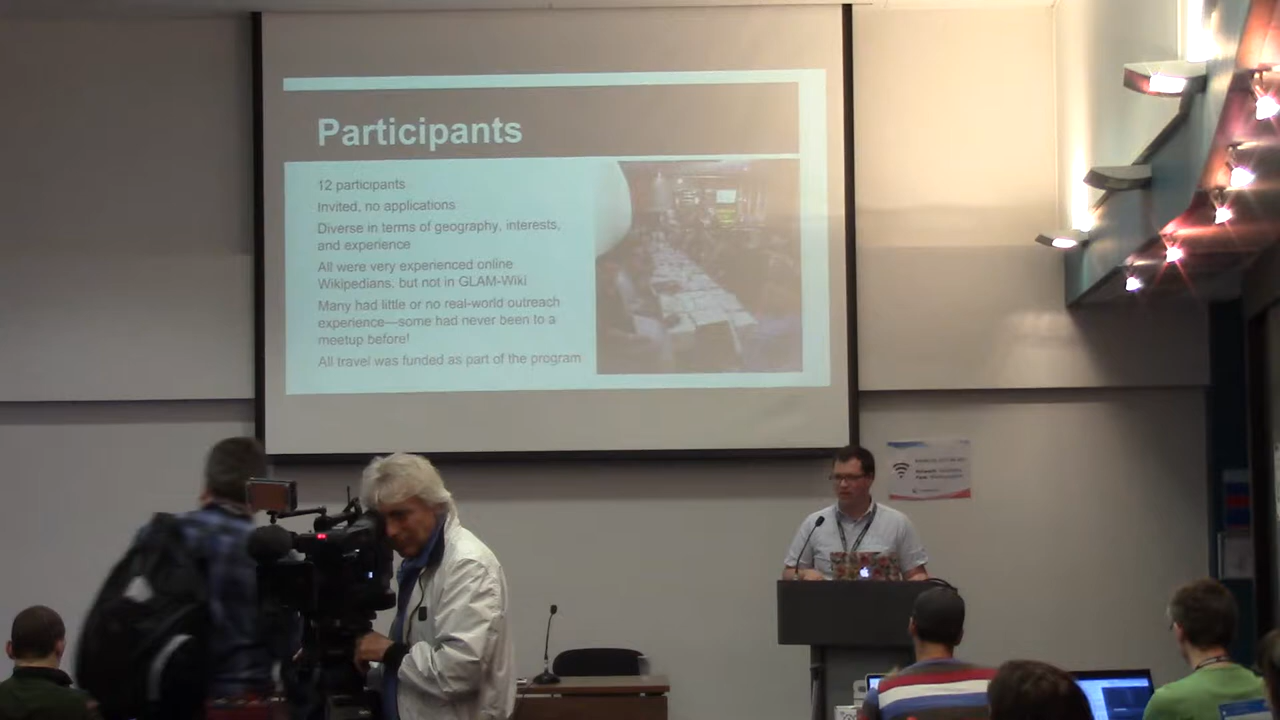 Participants
12 participants
Invited, no applications
Diverse in terms of geography, interests,
and experience
All were very experienced online
Wikipedians, but not in GLAM-Wiki
Many had little or no real-world outreach
experience—some had never been to a
meetup before!
All travel was funded as part of the program